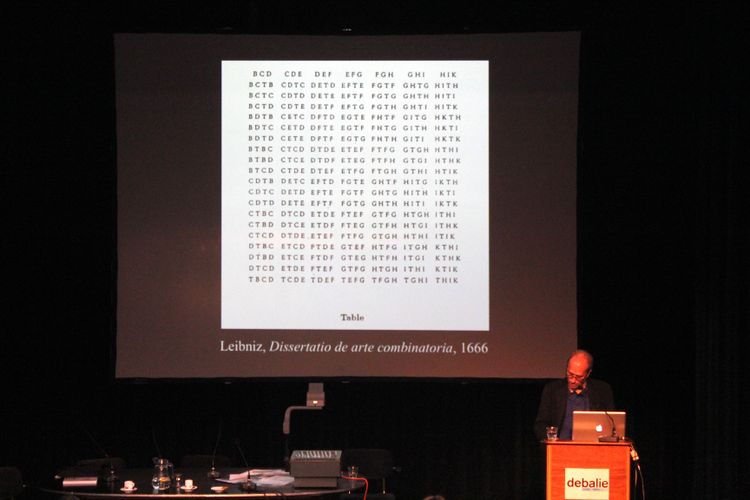 BCD CDE DEF EFG FGH GHI HIK
BCTB CDTC DETD EFTE FGTF GHTG HITH
BCTC CDTD DETE EFTF FGTG GHTH HITI
BCTD CDTE DETF EFTG FGTH GHTI HITK
BDTB CETC DFTD EGTE FHTF GITG HKTH
BDTC CETD DFTE EGTF FHTG GITH HKTI
BDTD CETE DFTF EGTG FHTH GITI HKTK
BTBC CTCD DTDE ETEF FTFG GTGH HTHI
BTBD CTCE DTDF ETEG FTFH GTGI HTHK
BTCD CTDE DTEF ETFG FTGH GTHI HTIK
CDTB DETC EFTD FGTE GHTF HITG IKTH
CDTC DETD EFTE FGTF GHTG HITH IKTI
CDTD DETE EFTF FGTG GHTH HITI IKTK
CTBC DTCD ETDE FTEF GTFG HTGH ITHI
CTBD DTCE ETDF FTEG GTFH HTGI ITHK
CTCD DTDE ETEF FTFG GTGH HTHI ITIK
DTBC ETCD FTDE GTEF HTFG ITGH KTHI
DTBD ETCE FTDF GTEG HTFH ITGI KTHK
DTCD ETDE FTEF GTFG HTGH ITHI KTIK
TBCD TCDE TDEF TEFG TFGH TGHI THIK
Table
Leibniz, Dissertatio de arte combinatoria, 1666
debalie